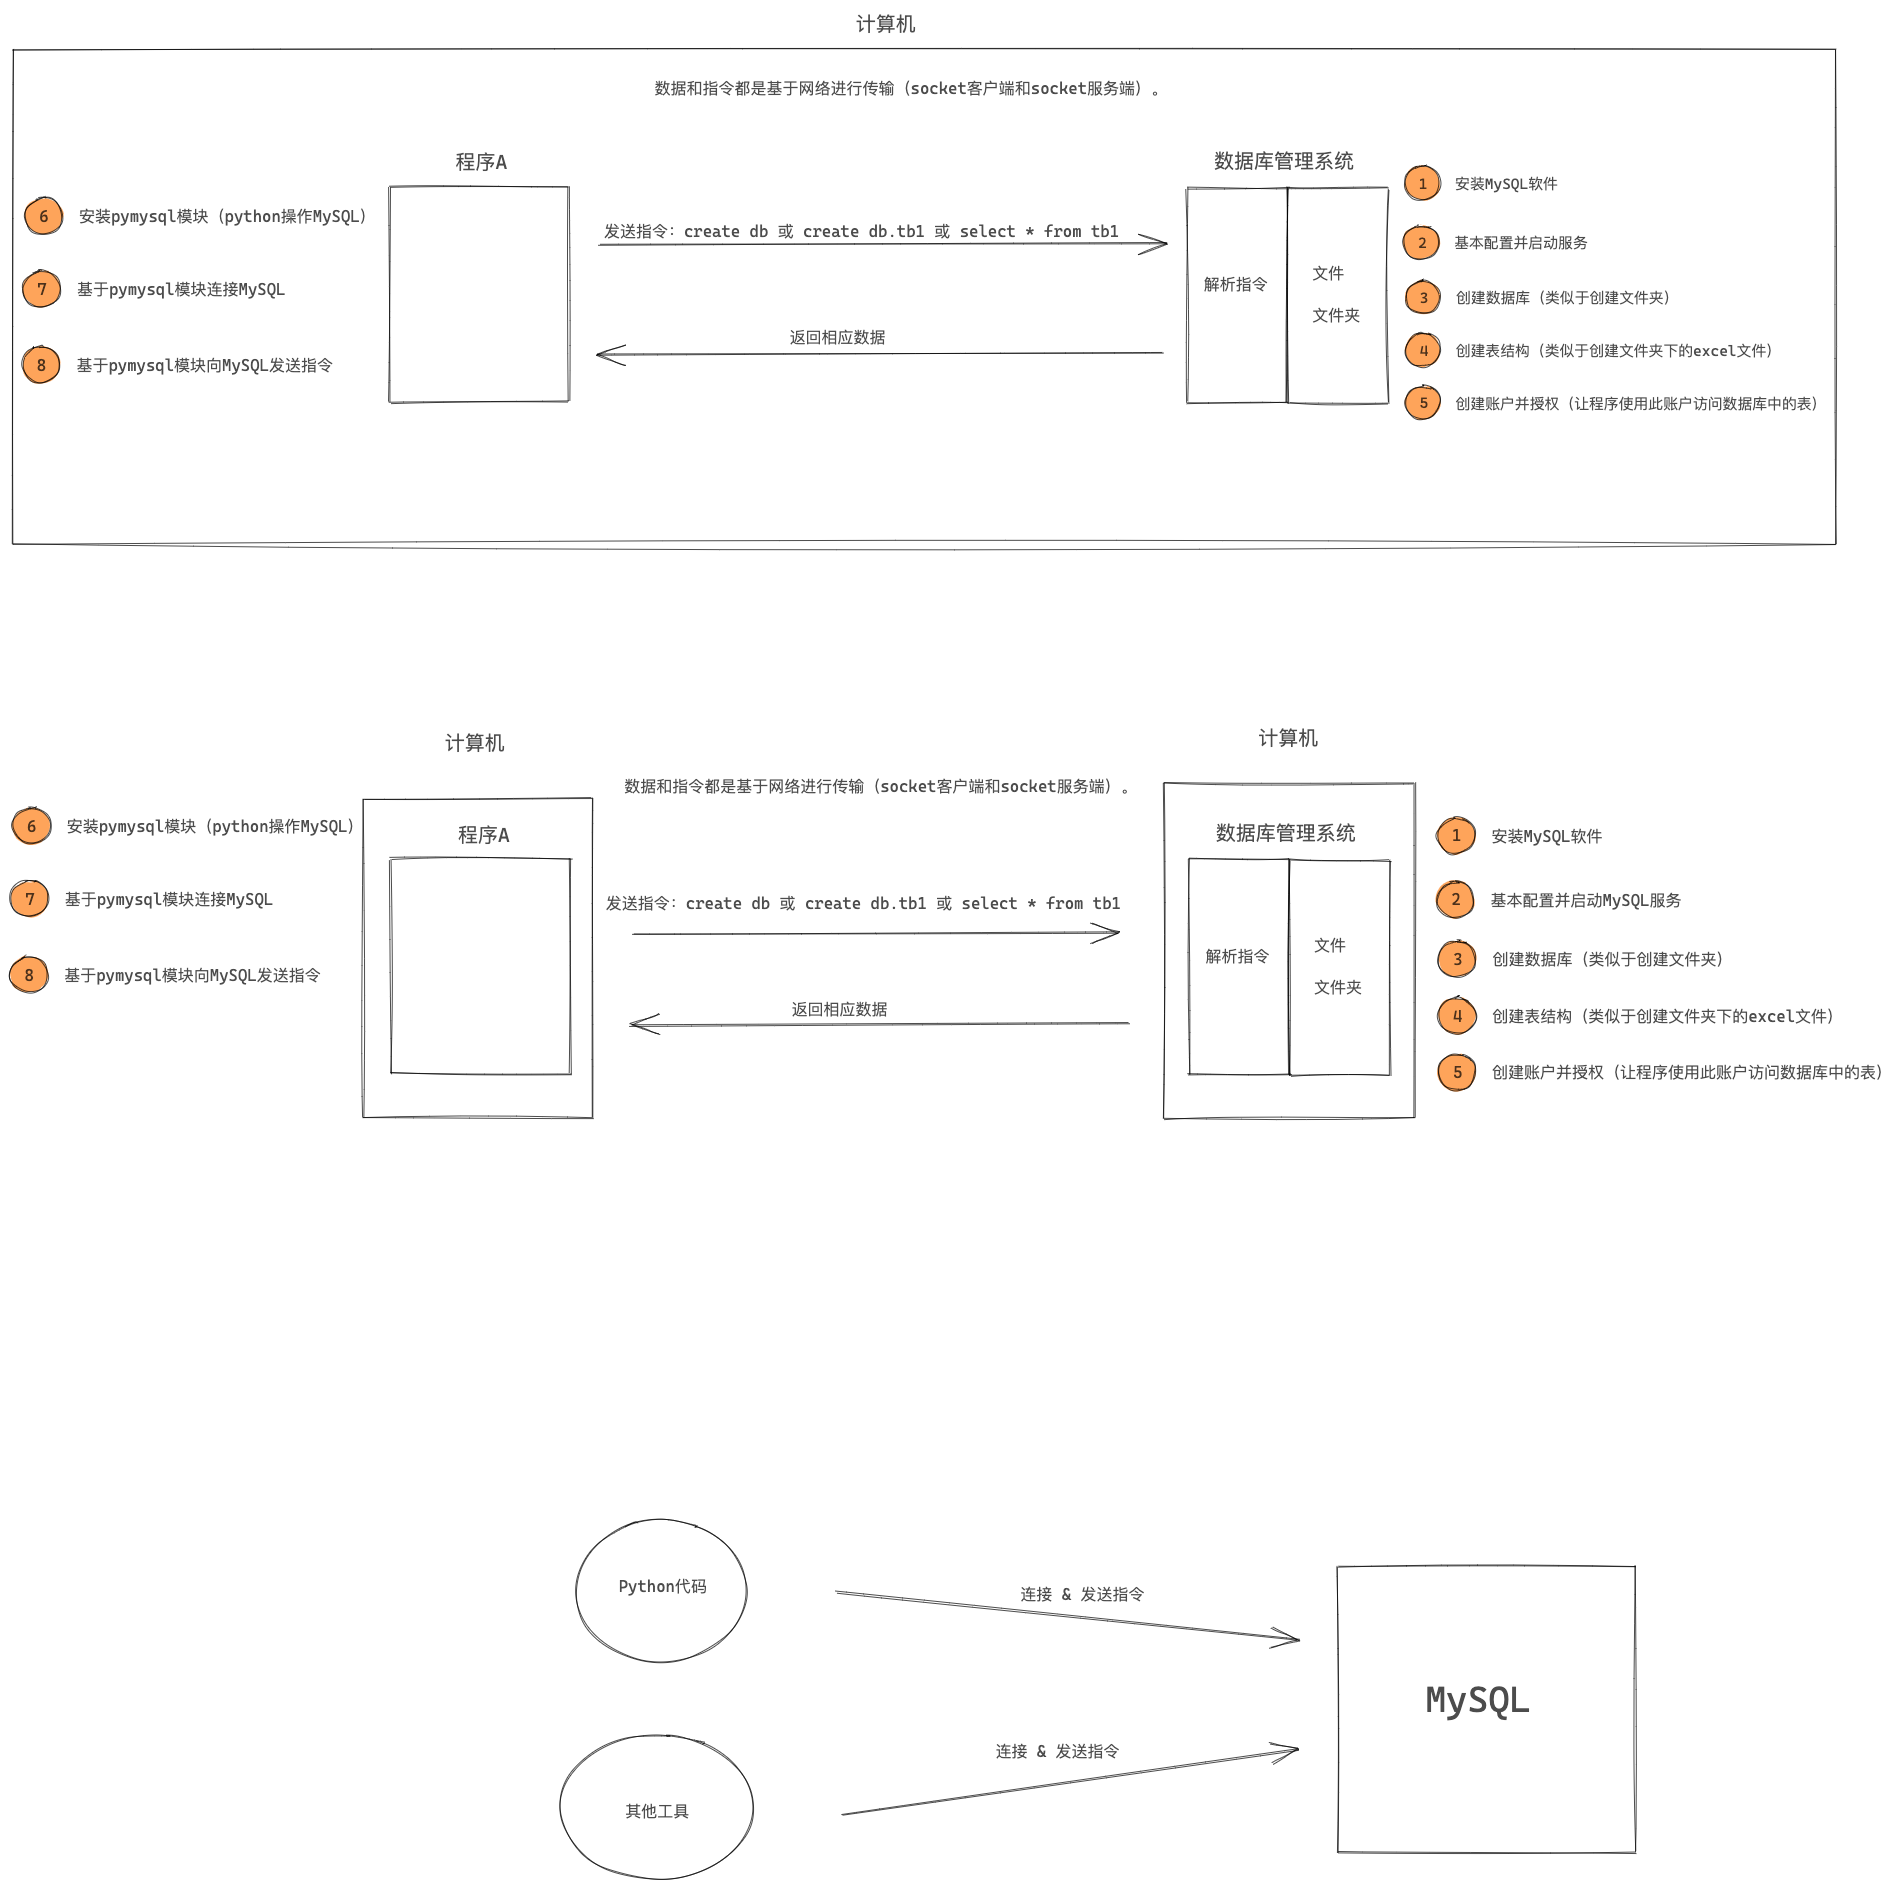 计算机
数据和指令都是基于网络进行传输（socket客户端和socket服务端）。
程序A
数据库管理系统
6 安装pymysql模块（python操作MySQL）
7 基于pymysql模块连接MySQL
8 基于pymysql模块向MySQL发送指令
发送指令：create db 或 create db.tb1 或 select * from tb1
返回相应数据
解析指令
文件
文件夹
1 安装MySQL软件
2 基本配置并启动服务
3 创建数据库（类似于创建文件夹）
4 创建表结构（类似于创建文件夹下的excel文件）
5 创建账户并授权（让程序使用此账户访问数据库中的表）
计算机
计算机
数据和指令都是基于网络进行传输（socket客户端和socket服务端）。
程序A
数据库管理系统
6 安装pymysql模块（python操作MySQL）
7 基于pymysql模块连接MySQL
8 基于pymysql模块向MySQL发送指令
发送指令：create db 或 create db.tb1 或 select * from tb1
返回相应数据
解析指令
文件
文件夹
1 安装MySQL软件
2 基本配置并启动MySQL服务
3 创建数据库（类似于创建文件夹）
4 创建表结构（类似于创建文件夹下的excel文件）
5 创建账户并授权（让程序使用此账户访问数据库中的表）
Python代码
连接 & 发送指令
MySQL
连接 & 发送指令
其他工具